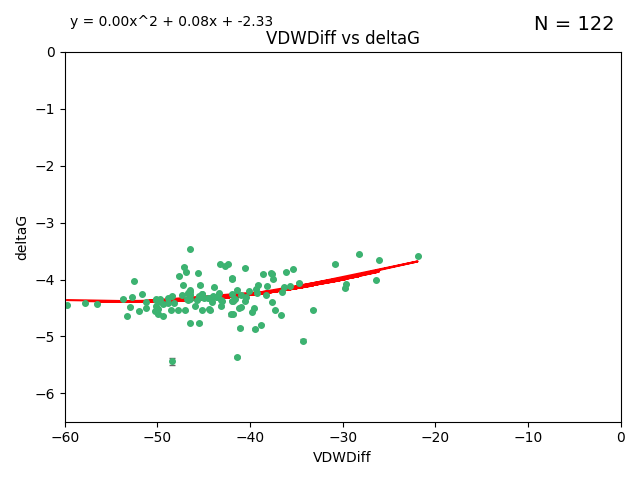 y = 0.00x^2 + 0.08x + -2.33
N = 122
VDWDiff vs deltaG
0
−1
−2
−3
−4
−5
−6
deltaG
−60 −50 −40 −30 −20 −10 0
VDWDiff